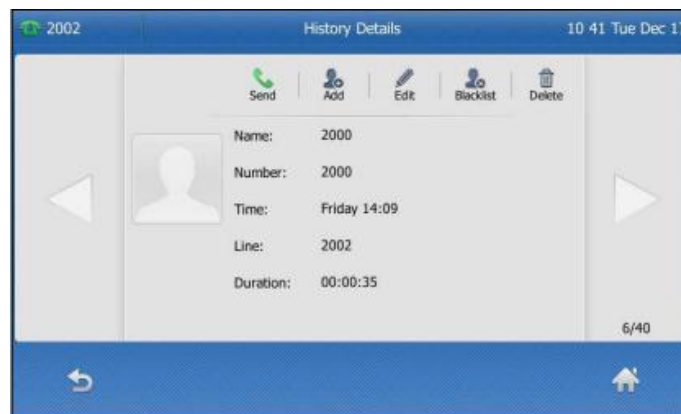 2002 History Details 10 41 Tue Dec
Send Add Edit Blacklist Delete
Name: 2000
Number: 2000
Time: Friday 14:09
Line: 2002
Duration: 00:00:35
6/40